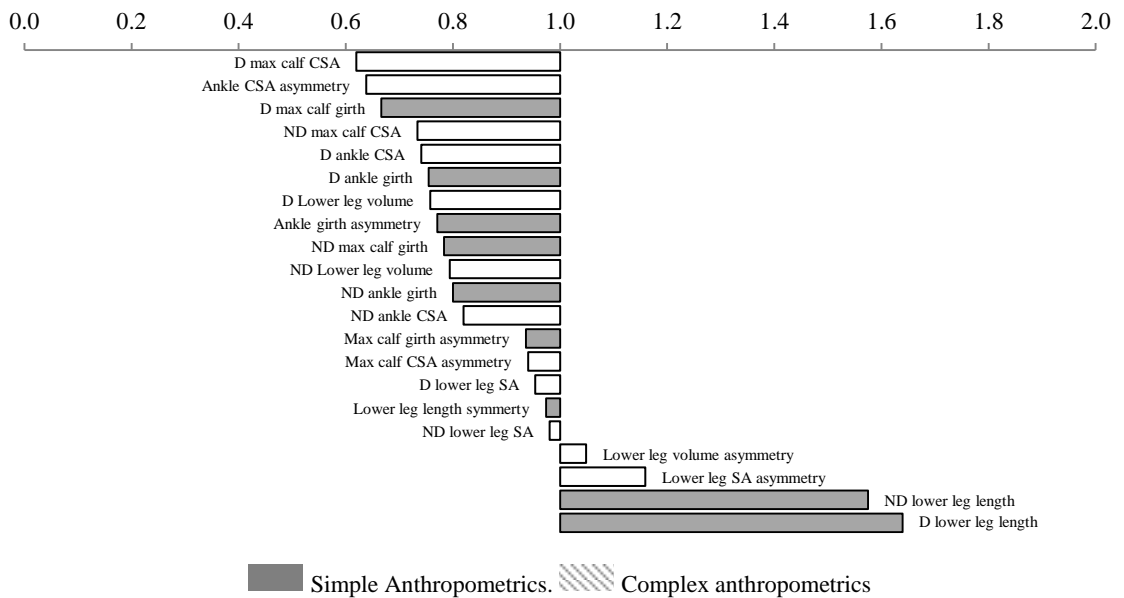 0.0 0.2 0.4 0.6 0.8 1.0 1.2 1.4 1.6 1.8 2.0
D max calf CSA
Ankle CSA asymmetry
D max calf girth
ND max calf CSA
D ankle CSA
D ankle girth
D Lower leg volume
Ankle girth asymmetry
ND max calf girth
ND Lower leg volume
ND ankle girth
ND ankle CSA
Max calf girth asymmetry
Max calf CSA asymmetry
D lower leg SA
Lower leg length symmerty
ND lower leg SA
Lower leg volume asymmetry
Lower leg SA asymmetry
ND lower leg length
D lower leg length
Simple Anthropometrics. Complex anthropometrics